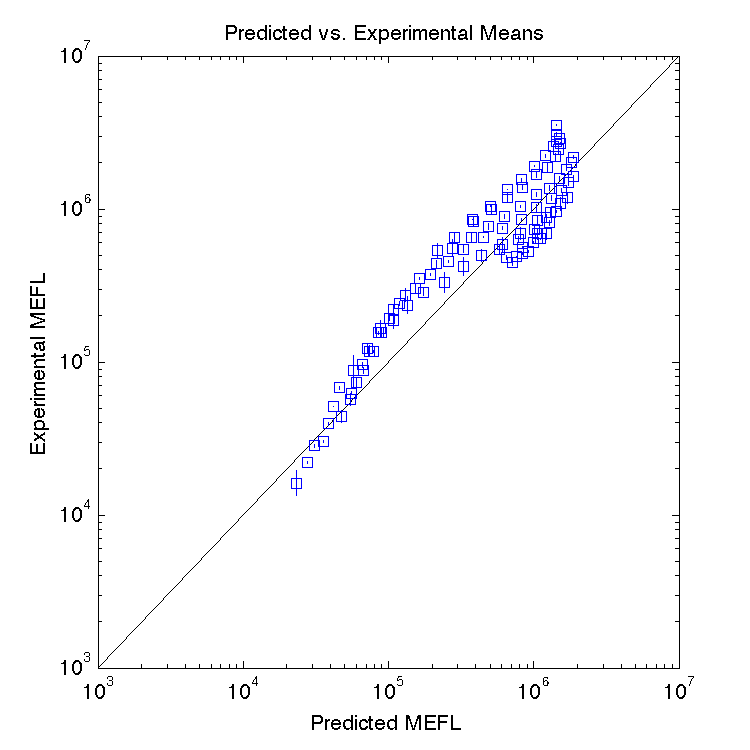 Predicted vs. Experimental Means
10^7
10^6
10^5
10^4
10^3
Experimental MEFL
10^3 10^4 10^5 10^6 10^7
Predicted MEFL